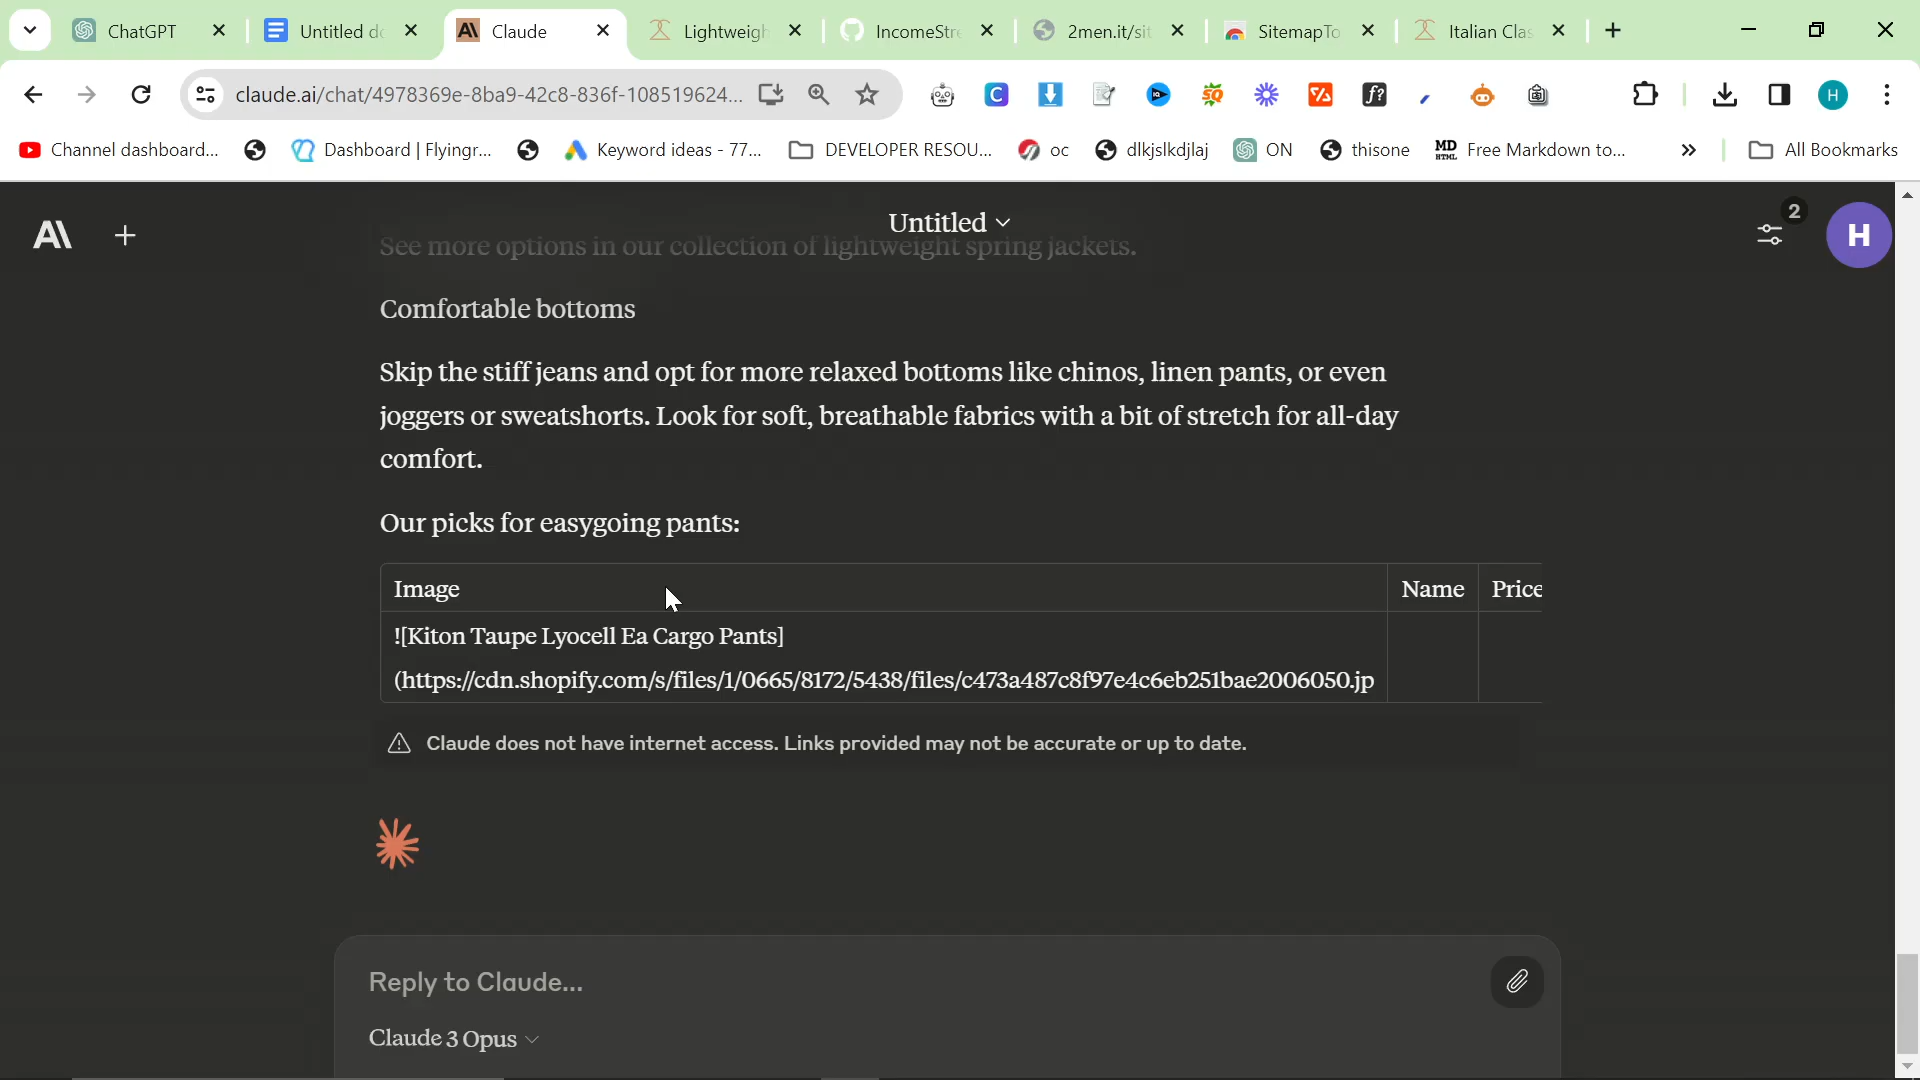 ChatGPT
Untitled do
Claude
Lightweigh
IncomeStre
2men.it/sit
SitemapTo
Italian Clas
claude.ai/chat/4978369e-8ba9-42c8-836f-108519624...
H
Channel dashboard...
Dashboard | Flyingr...
Keyword ideas - 77...
DEVELOPER RESOU...
oc
dlkjslkdjlaj
ON
thisone
Free Markdown to...
»
All Bookmarks
Untitled
2
H
See more options in our collection of lightweight spring jackets.
Comfortable bottoms
Skip the stiff jeans and opt for more relaxed bottoms like chinos, linen pants, or even
joggers or sweatshorts. Look for soft, breathable fabrics with a bit of stretch for all-day
comfort.
Our picks for easygoing pants:
Image Name Price
![Kiton Taupe Lyocell Ea Cargo Pants]
(https://cdn.shopify.com/s/files/1/0665/8172/5438/files/c473a487c8f97e4c6eb251bae2006050.jp
Claude does not have internet access. Links provided may not be accurate or up to date.
Reply to Claude...
Claude 3 Opus